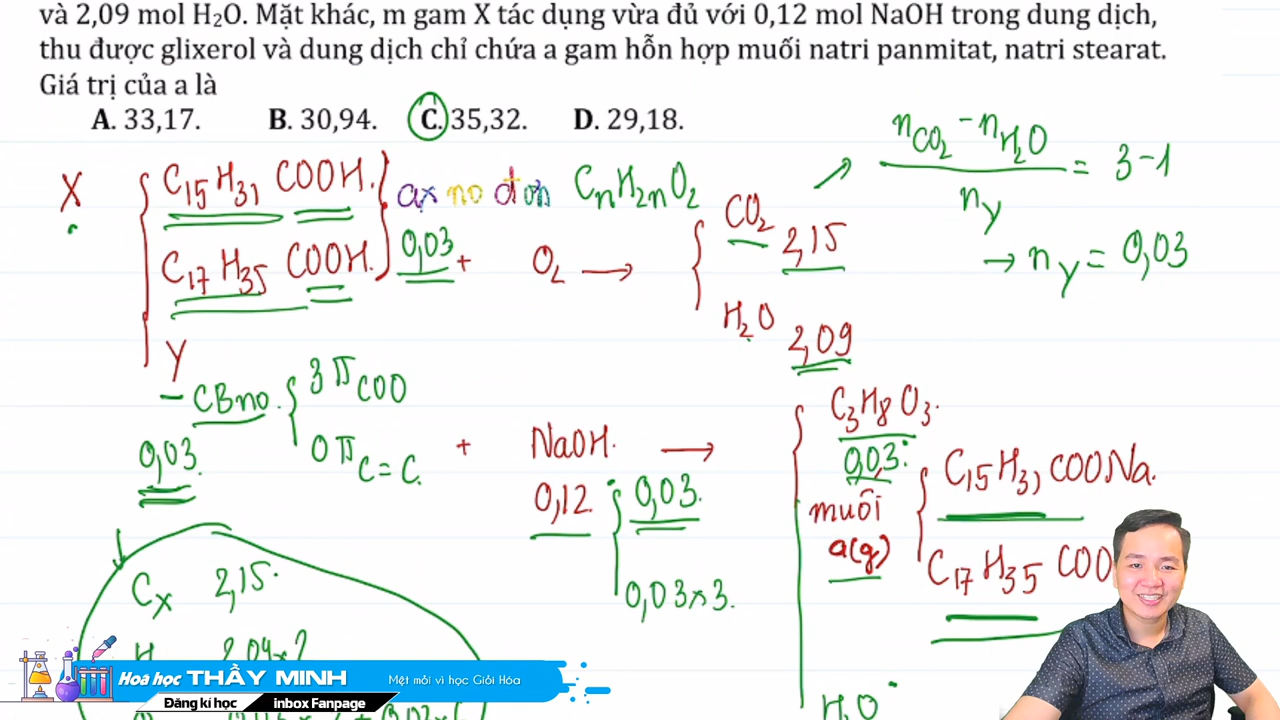 và 2,09 mol H₂O. Mặt khác, m gam X tác dụng vừa đủ với 0,12 mol NaOH trong dung dịch,
thu được glixerol và dung dịch chỉ chứa a gam hỗn hợp muối natri panmitat, natri stearat.
Giá trị của a là
A. 33,17. B. 30,94. C. 35,32. D. 29,18.
X
C₁₅H₃₁ COOH.
C₁₇H₃₅ COOH.
Y
ax no đơn CₙH₂ₙO₂
0,03
+ O₂ →
CO₂ 2,15
H₂O 2,09
nCO₂ - nH₂O / nY = 3-1
→ nY = 0,03
- CBno
3π COO
0π C=C
0,03
+ NaOH. →
0,12. 0,03.
0,03×3.
C₃H₈O₃.
0,03.
muối
a(g)
C₁₅H₃₁ COONa.
C₁₇H₃₅ COO
H₂O
Cx 2,15.
Hoá học THẦY MINH
Mệt mỏi vì học Giỏi Hóa
Đăng kí học inbox Fanpage